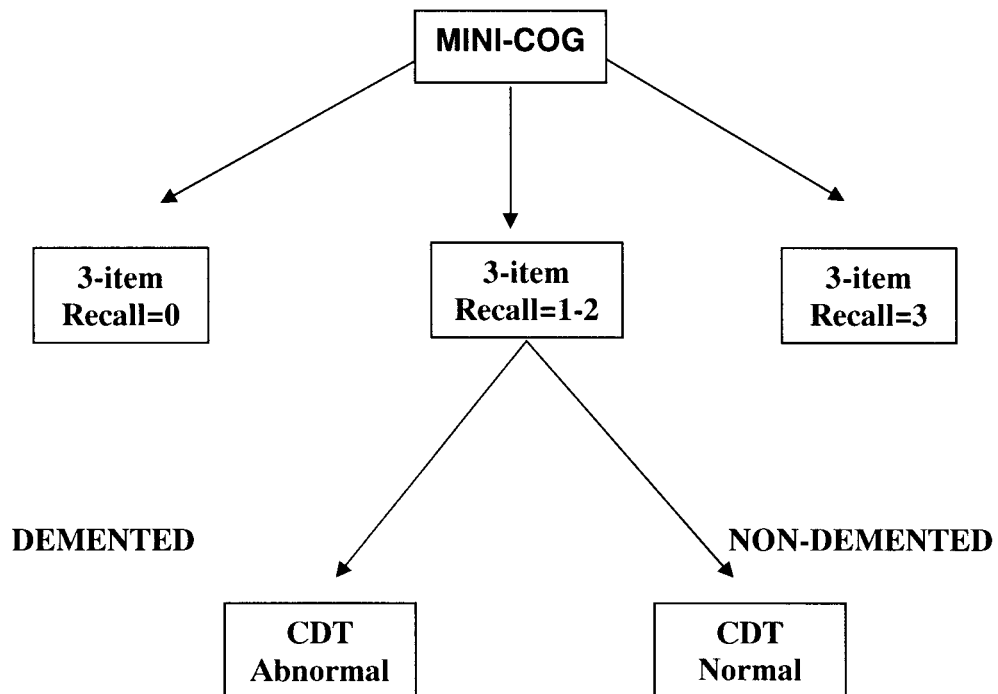 MINI-COG
3-item
Recall=0
3-item
Recall=1-2
3-item
Recall=3
DEMENTED
NON-DEMENTED
CDT
Abnormal
CDT
Normal